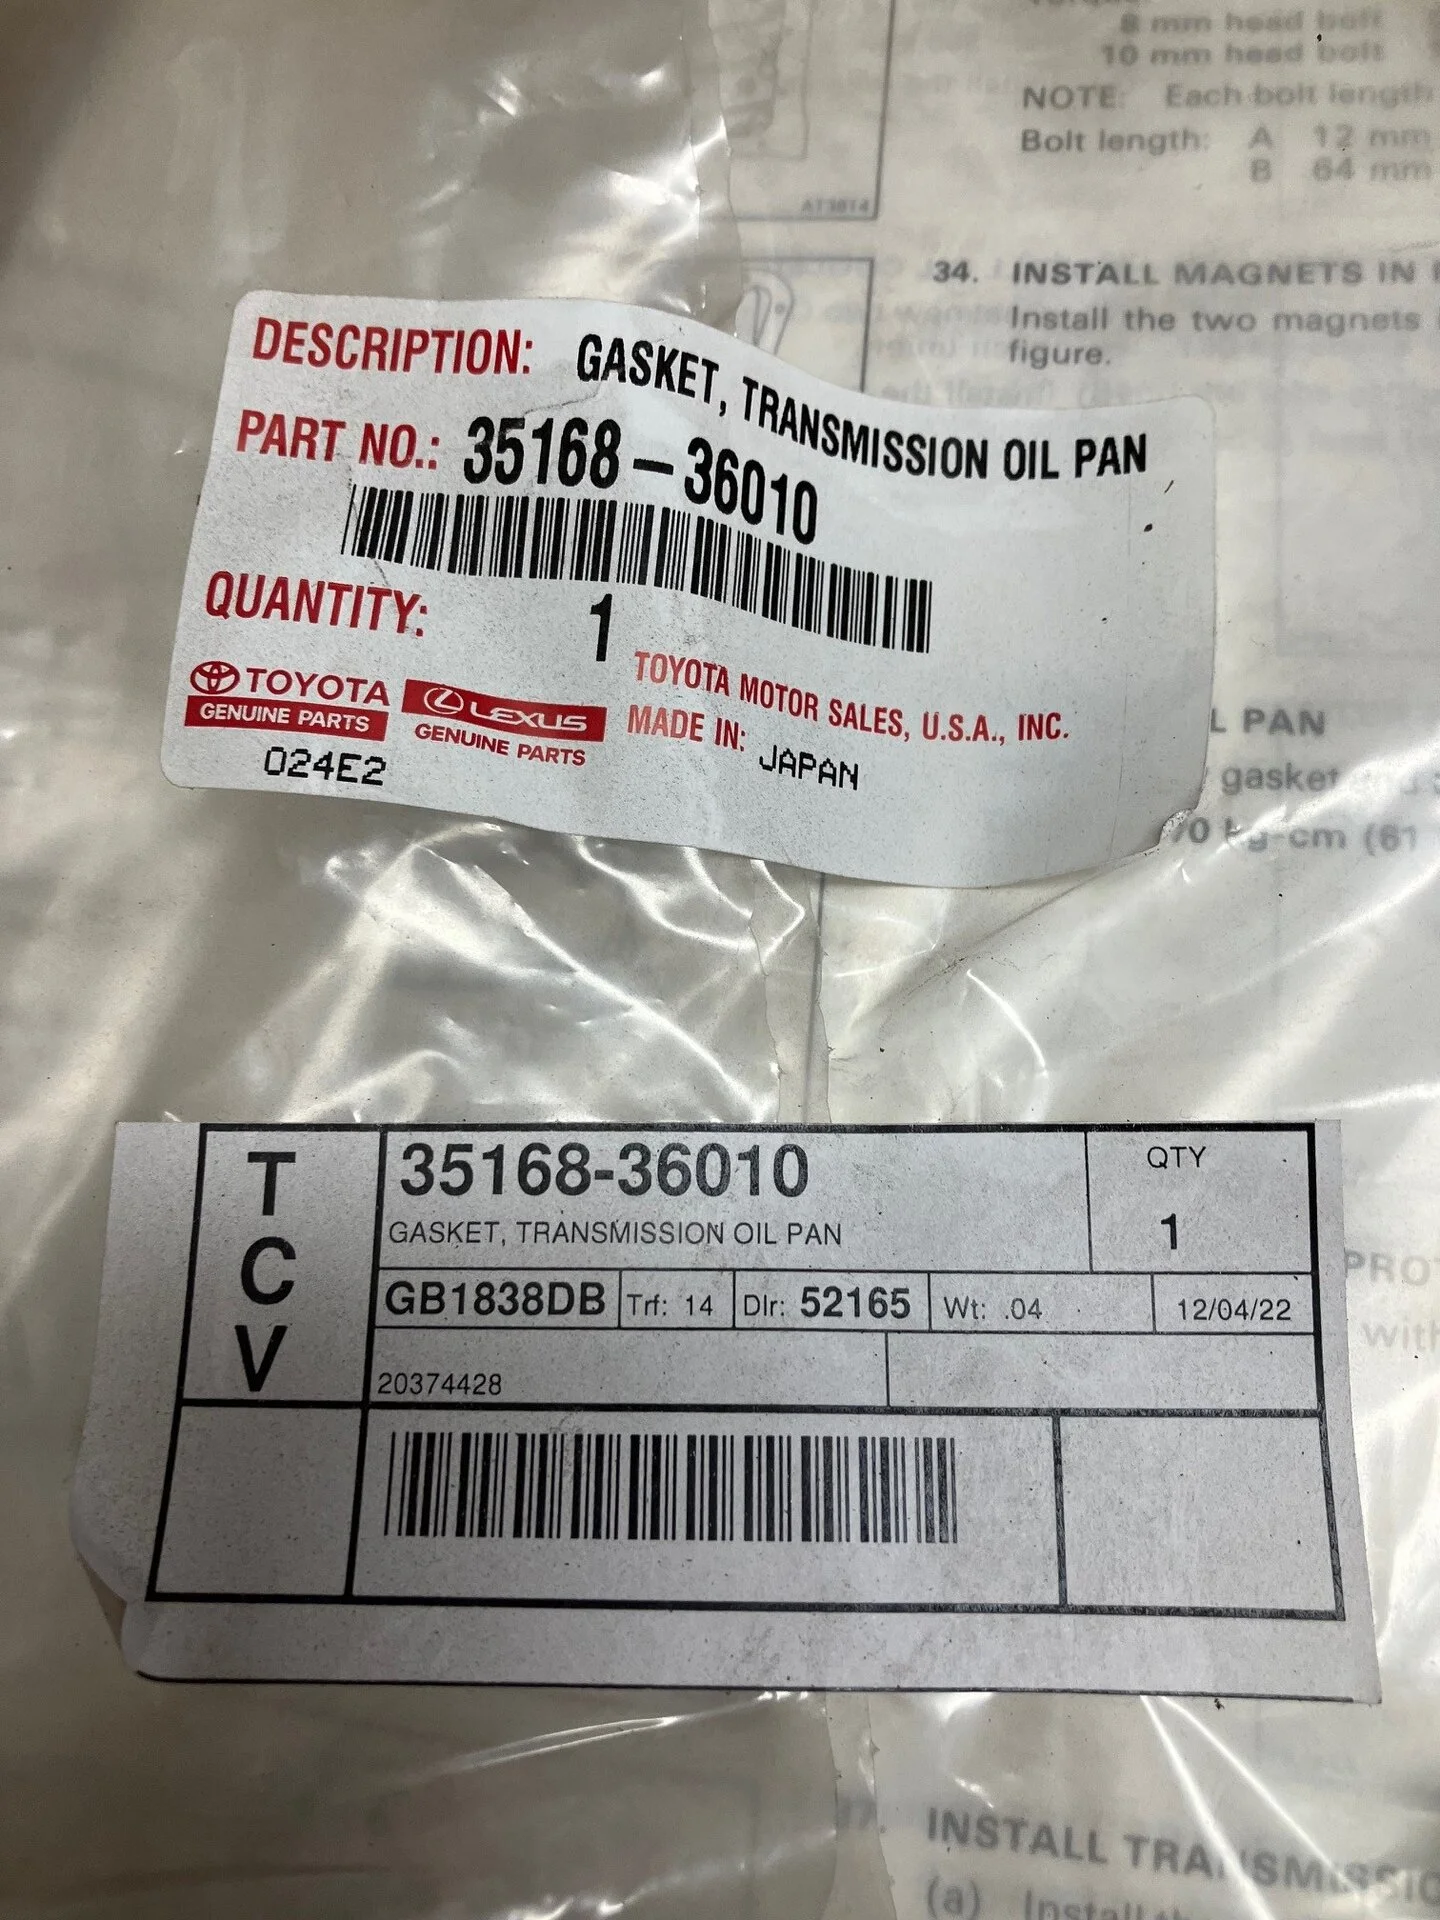 8 mm head bolt
10 mm head bolt
NOTE: Each bolt length
Bolt length: A 12 mm
B 64 mm
34. INSTALL MAGNETS IN
Install the two magnets
figure.
DESCRIPTION: GASKET, TRANSMISSION OIL PAN
PART NO.: 35168-36010
QUANTITY: 1
TOYOTA
GENUINE PARTS
LEXUS
GENUINE PARTS
TOYOTA MOTOR SALES, U.S.A., INC.
MADE IN: JAPAN
024E2
L PAN
gasket
70 kg-cm (61
TCV
35168-36010
QTY
GASKET, TRANSMISSION OIL PAN
1
GB1838DB Trf: 14 Dlr: 52165 Wt: .04 12/04/22
20374428
PROT
with
INSTALL TRANSMISSIO
(a) Install